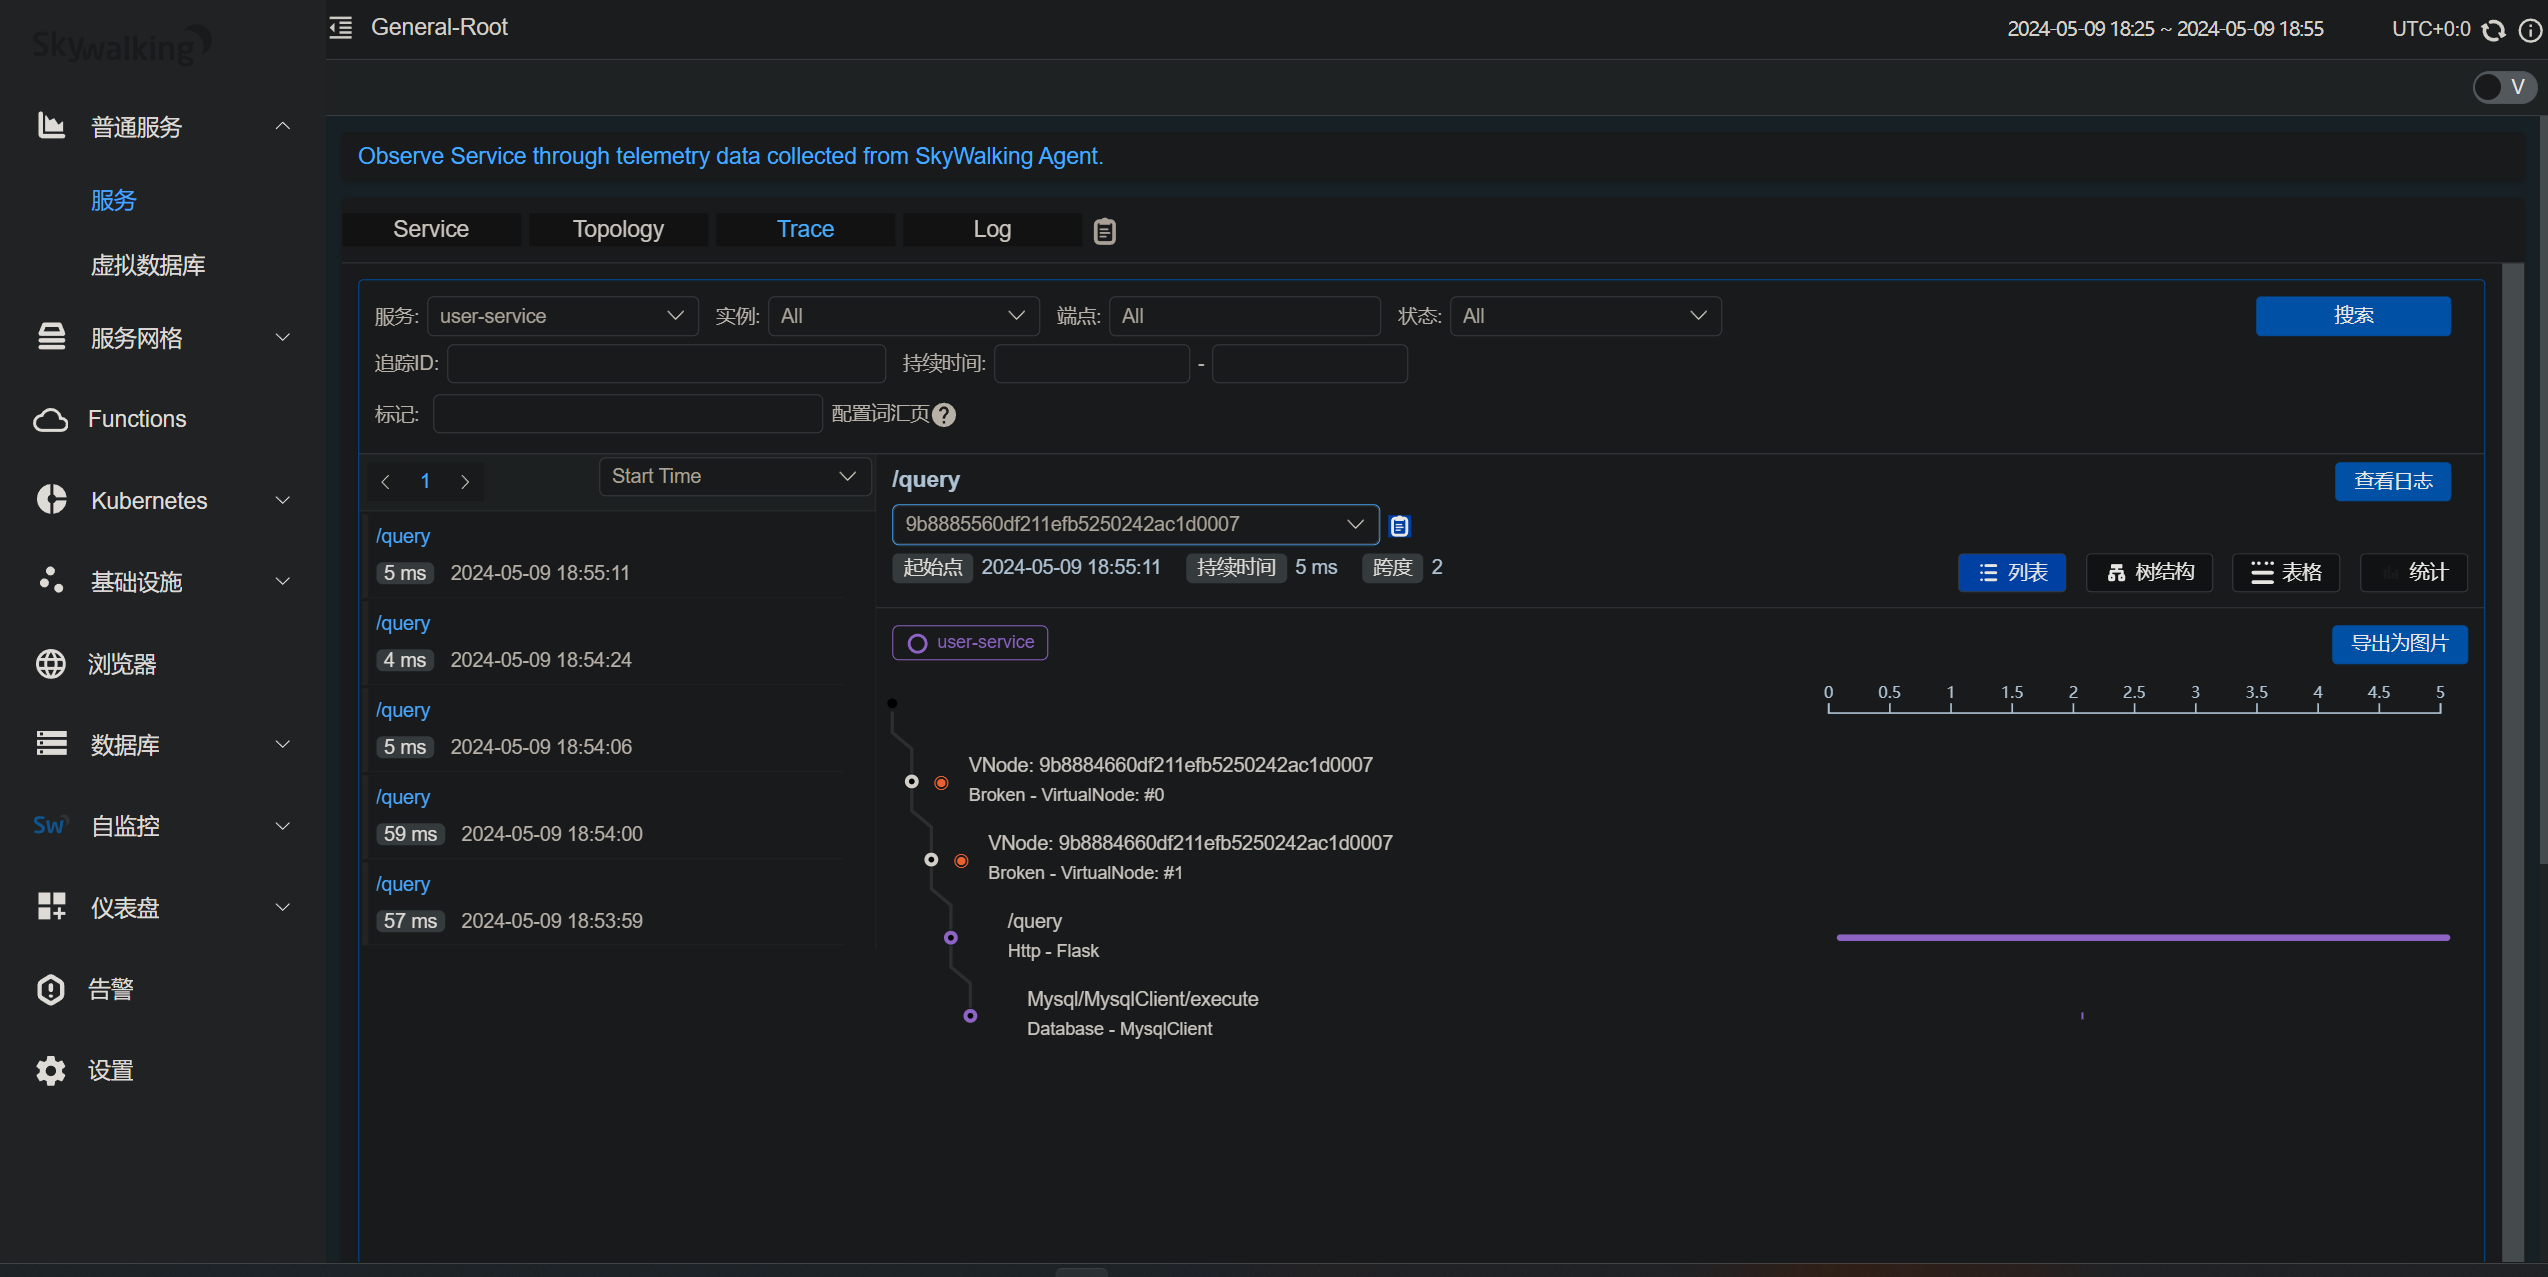 Skywalking
General-Root
2024-05-09 18:25 ~ 2024-05-09 18:55
UTC+0:0
V
普通服务
服务
虚拟数据库
服务网格
Functions
Kubernetes
基础设施
浏览器
数据库
Sw 自监控
仪表盘
告警
设置
Observe Service through telemetry data collected from SkyWalking Agent.
Service Topology Trace Log
服务: user-service 实例: All 端点: All 状态: All 搜索
追踪ID: 持续时间: -
标记: 配置词汇页
1 Start Time
/query
5 ms 2024-05-09 18:55:11
/query
4 ms 2024-05-09 18:54:24
/query
5 ms 2024-05-09 18:54:06
/query
59 ms 2024-05-09 18:54:00
/query
57 ms 2024-05-09 18:53:59
/query 查看日志
9b8885560df211efb5250242ac1d0007
起始点 2024-05-09 18:55:11 持续时间 5 ms 跨度 2
列表 树结构 表格 统计
user-service 导出为图片
0 0.5 1 1.5 2 2.5 3 3.5 4 4.5 5
VNode: 9b8884660df211efb5250242ac1d0007
Broken - VirtualNode: #0
VNode: 9b8884660df211efb5250242ac1d0007
Broken - VirtualNode: #1
/query
Http - Flask
Mysql/MysqlClient/execute
Database - MysqlClient